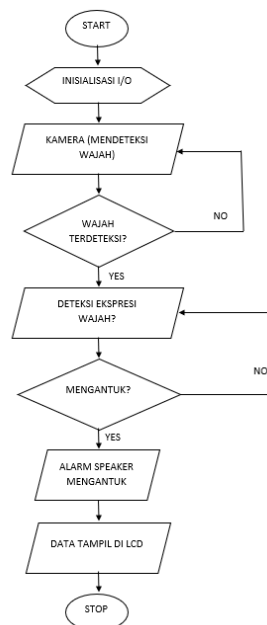 START
INISIALISASI I/O
KAMERA (MENDETEKSI
WAJAH)
WAJAH
TERDETEKSI?
NO
YES
DETEKSI EKSPRESI
WAJAH?
MENGANTUK?
NO
YES
ALARM SPEAKER
MENGANTUK
DATA TAMPIL DI LCD
STOP